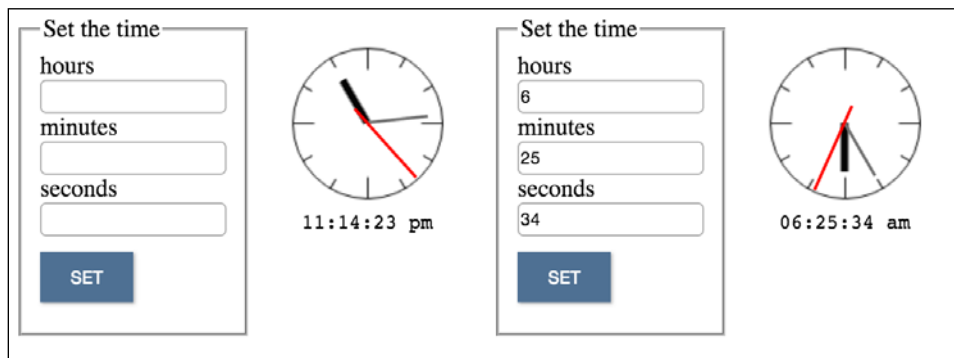 Set the time
hours
minutes
seconds
SET
11:14:23 pm
Set the time
hours
6
minutes
25
seconds
34
SET
06:25:34 am